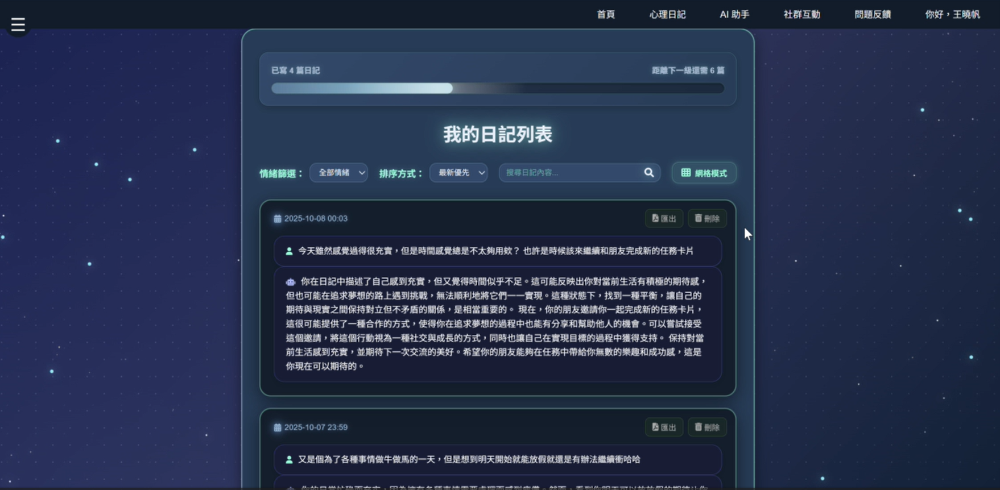 首頁 心理日記 AI 助手 社群互動 問題反饋 你好，王曉帆
已寫 4 篇日記 距離下一級還需 6 篇
我的日記列表
情緒篩選： 全部情緒 排序方式： 最新優先 搜尋日記內容... 網格模式
2025-10-08 00:03 匯出 刪除
今天雖然感覺過得很充實，但是時間感覺總是不太夠用欸？ 也許是時候該來繼續和朋友完成新的任務卡片
你在日記中描述了自己感到充實，但又覺得時間似乎不足。這可能反映出你對當前生活有積極的期待感，
但也可能在追求夢想的路上遇到挑戰，無法順利地將它們一一實現。這種狀態下，找到一種平衡，讓自己的
期待與現實之間保持對立但不矛盾的關係，是相當重要的。 現在，你的朋友邀請你一起完成新的任務卡片，
這很可能提供了一種合作的方式，使得你在追求夢想的過程中也能有分享和幫助他人的機會。可以嘗試接受
這個邀請，將這個行動視為一種社交與成長的方式，同時也讓自己在實現目標的過程中獲得支持。 保持對當
前生活感到充實，並期待下一次交流的美好。希望你的朋友能夠在任務中帶給你無數的樂趣和成功感，這是
你現在可以期待的。
2025-10-07 23:59 匯出 刪除
又是個為了各種事情做牛做馬的一天，但是想到明天開始就能放假就還是有辦法繼續衝哈哈